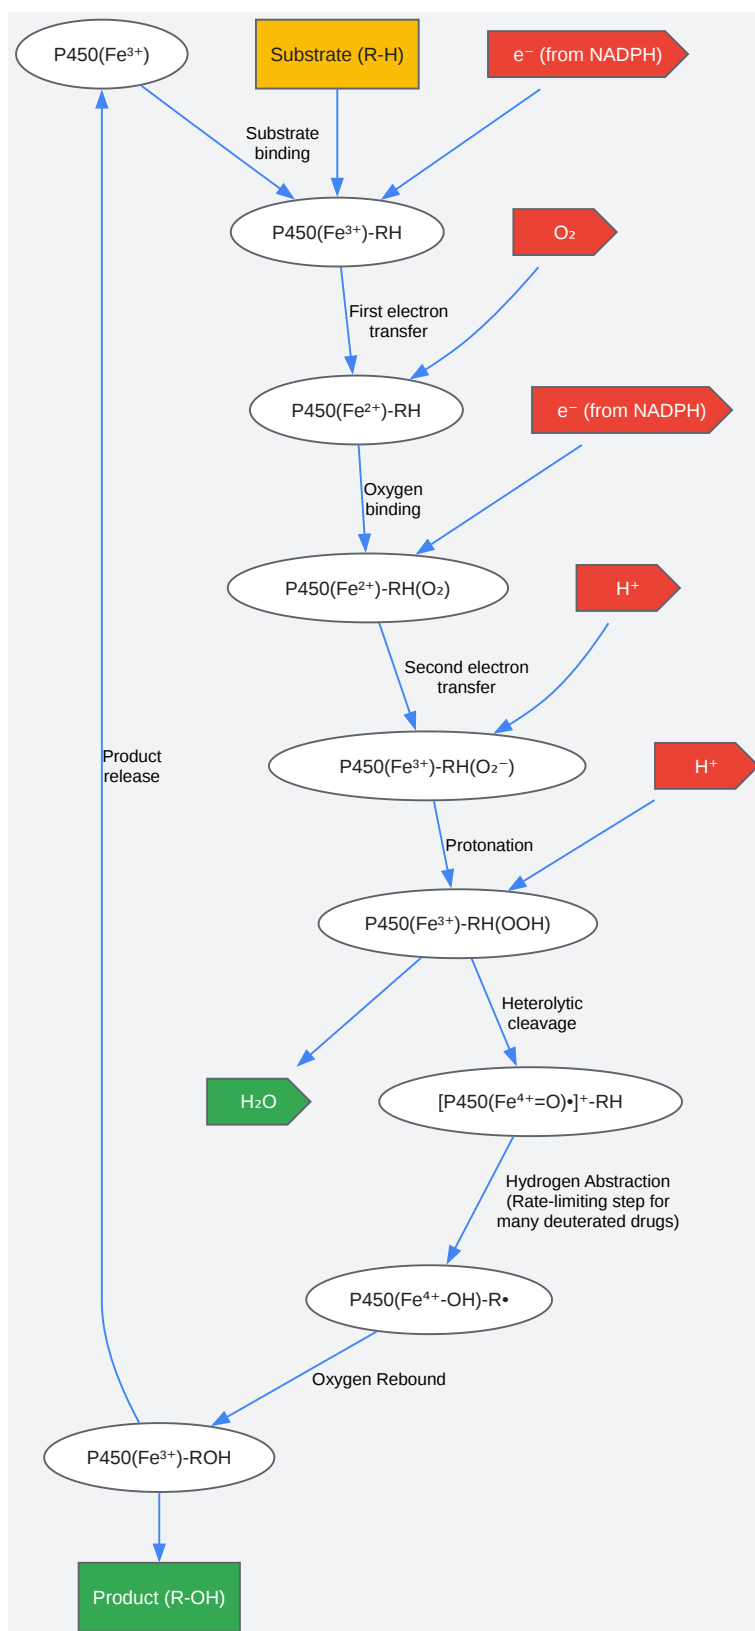 P450(Fe³⁺)
Substrate (R-H)
e⁻ (from NADPH)
Substrate
binding
P450(Fe³⁺)-RH
O₂
First electron
transfer
P450(Fe²⁺)-RH
e⁻ (from NADPH)
Oxygen
binding
P450(Fe²⁺)-RH(O₂)
H⁺
Second electron
transfer
Product
release
P450(Fe³⁺)-RH(O₂⁻)
H⁺
Protonation
P450(Fe³⁺)-RH(OOH)
Heterolytic
cleavage
H₂O
[P450(Fe⁴⁺=O)•]⁺-RH
Hydrogen Abstraction
(Rate-limiting step for
many deuterated drugs)
P450(Fe⁴⁺-OH)-R•
Oxygen Rebound
P450(Fe³⁺)-ROH
Product (R-OH)